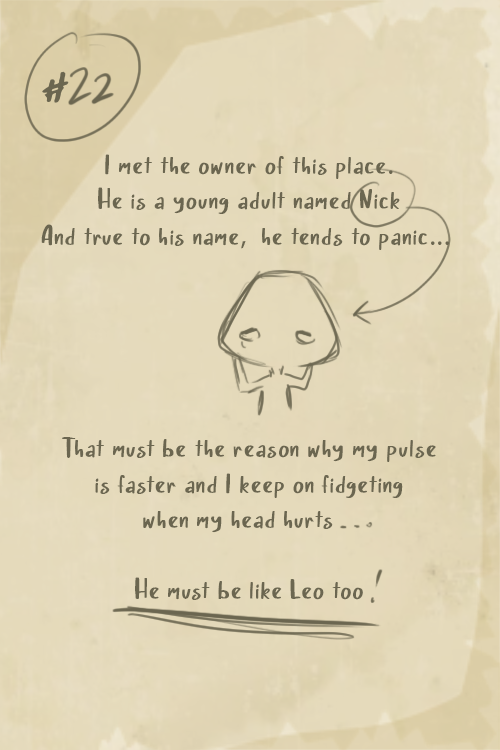 #22
I met the owner of this place.
He is a young adult named Nick
And true to his name, he tends to panic...
That must be the reason why my pulse
is faster and I keep on fidgeting
when my head hurts ...
He must be like Leo too!